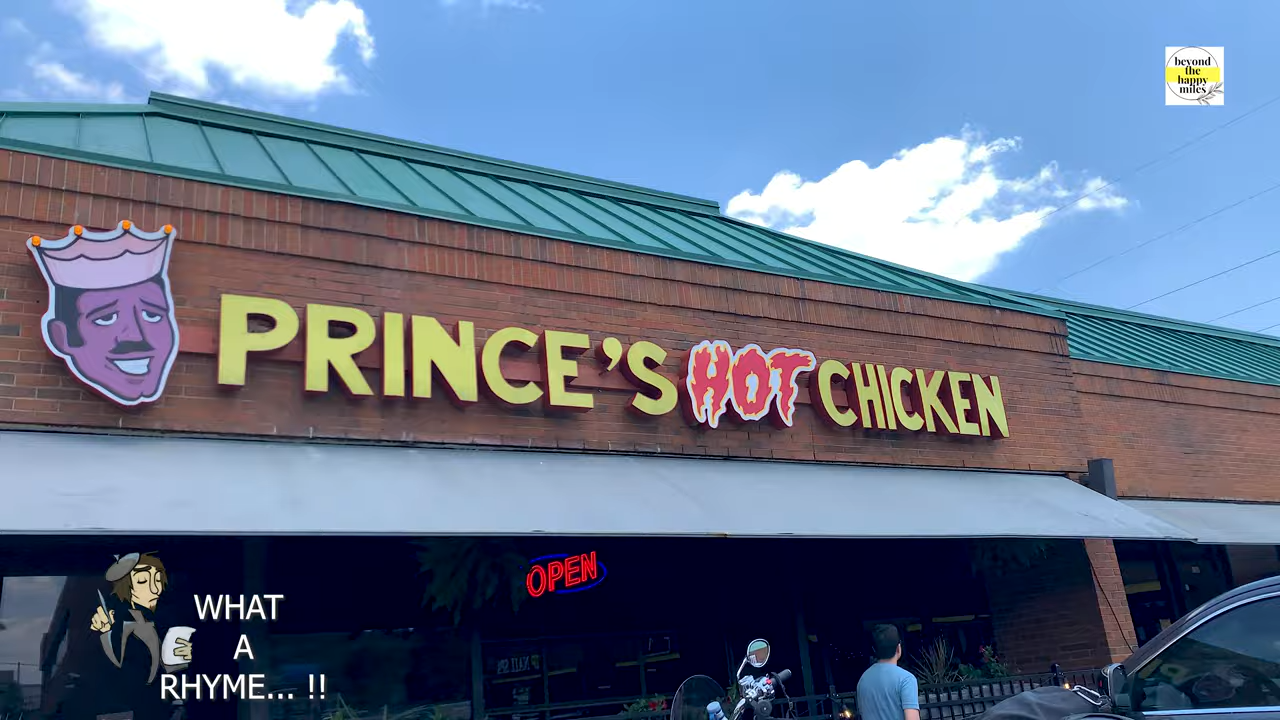 beyond
the
happy
miles
PRINCE'S HOT CHICKEN
OPEN
WHAT
A
RHYME... !!